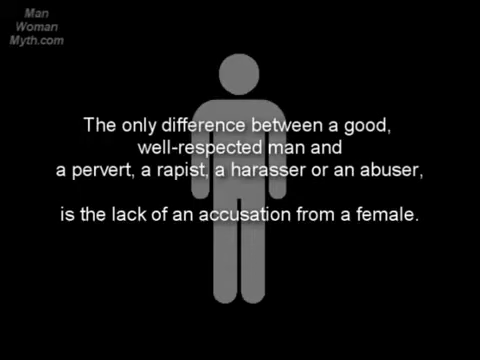 Man
Woman
Myth.com
The only difference between a good,
well-respected man and
a pervert, a rapist, a harasser or an abuser,
is the lack of an accusation from a female.